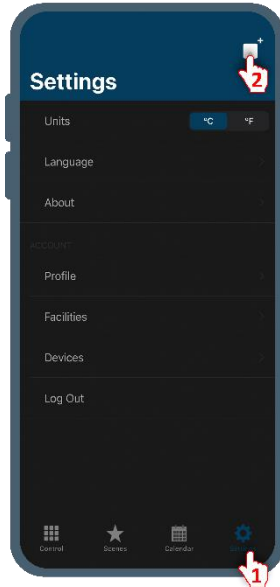 2
Settings
Units °C °F
Language
About
ACCOUNT
Profile
Facilities
Devices
Log Out
Control Scenes Calendar
1